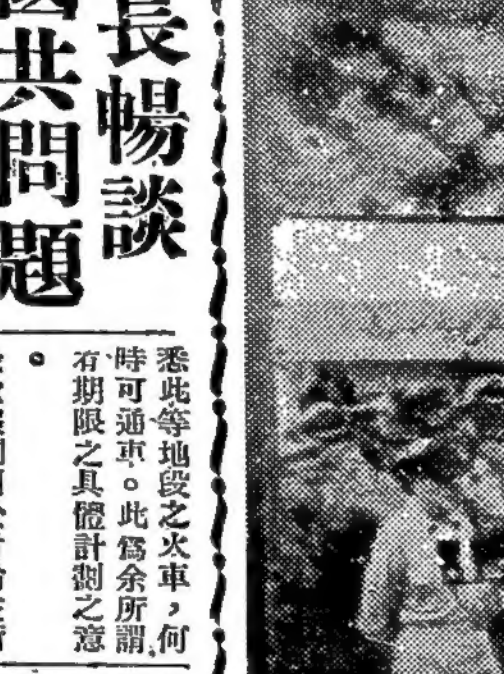 長暢談
國共問題
悉此等地段之火車，何
時可通車。此爲余所謂
有期限之具體計劃之意
。